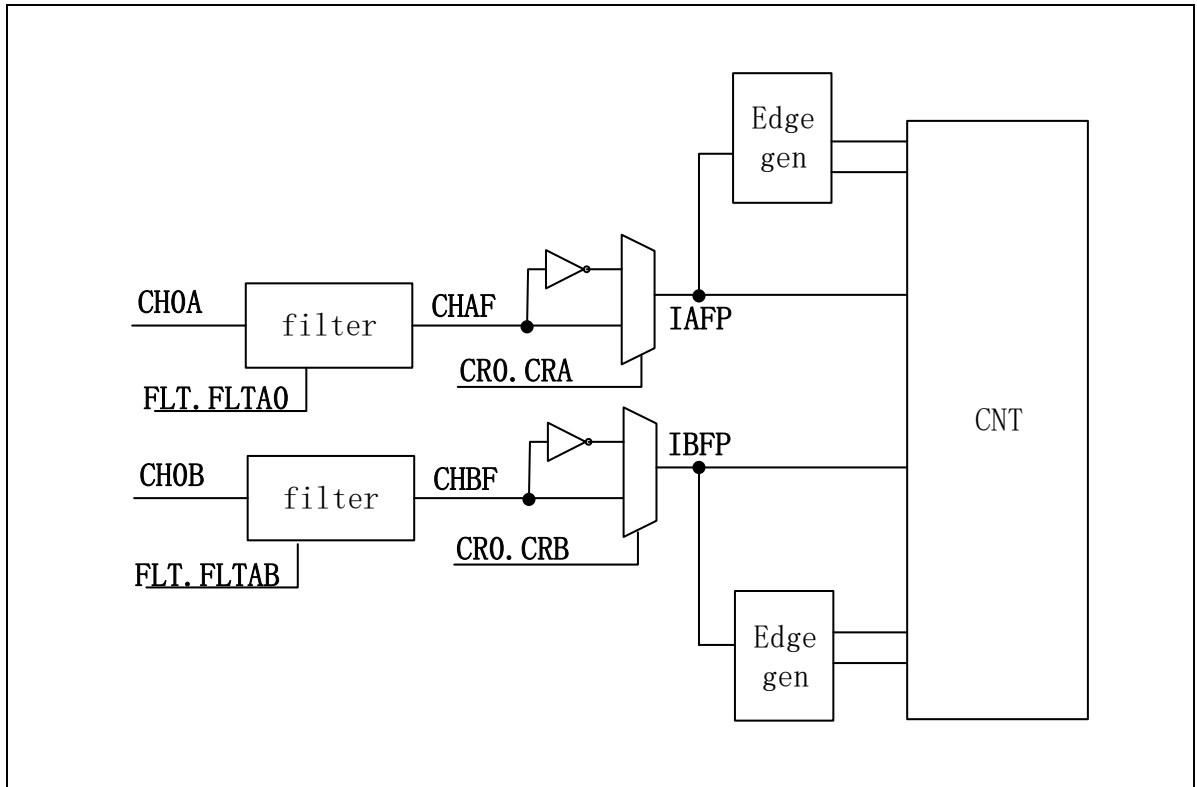 Edge
gen
CH0A
filter
CHAF
IAFP
CR0.CRA
FLT.FLTA0
CNT
IBFP
CH0B
filter
CHBF
CR0.CRB
FLT.FLTAB
Edge
gen